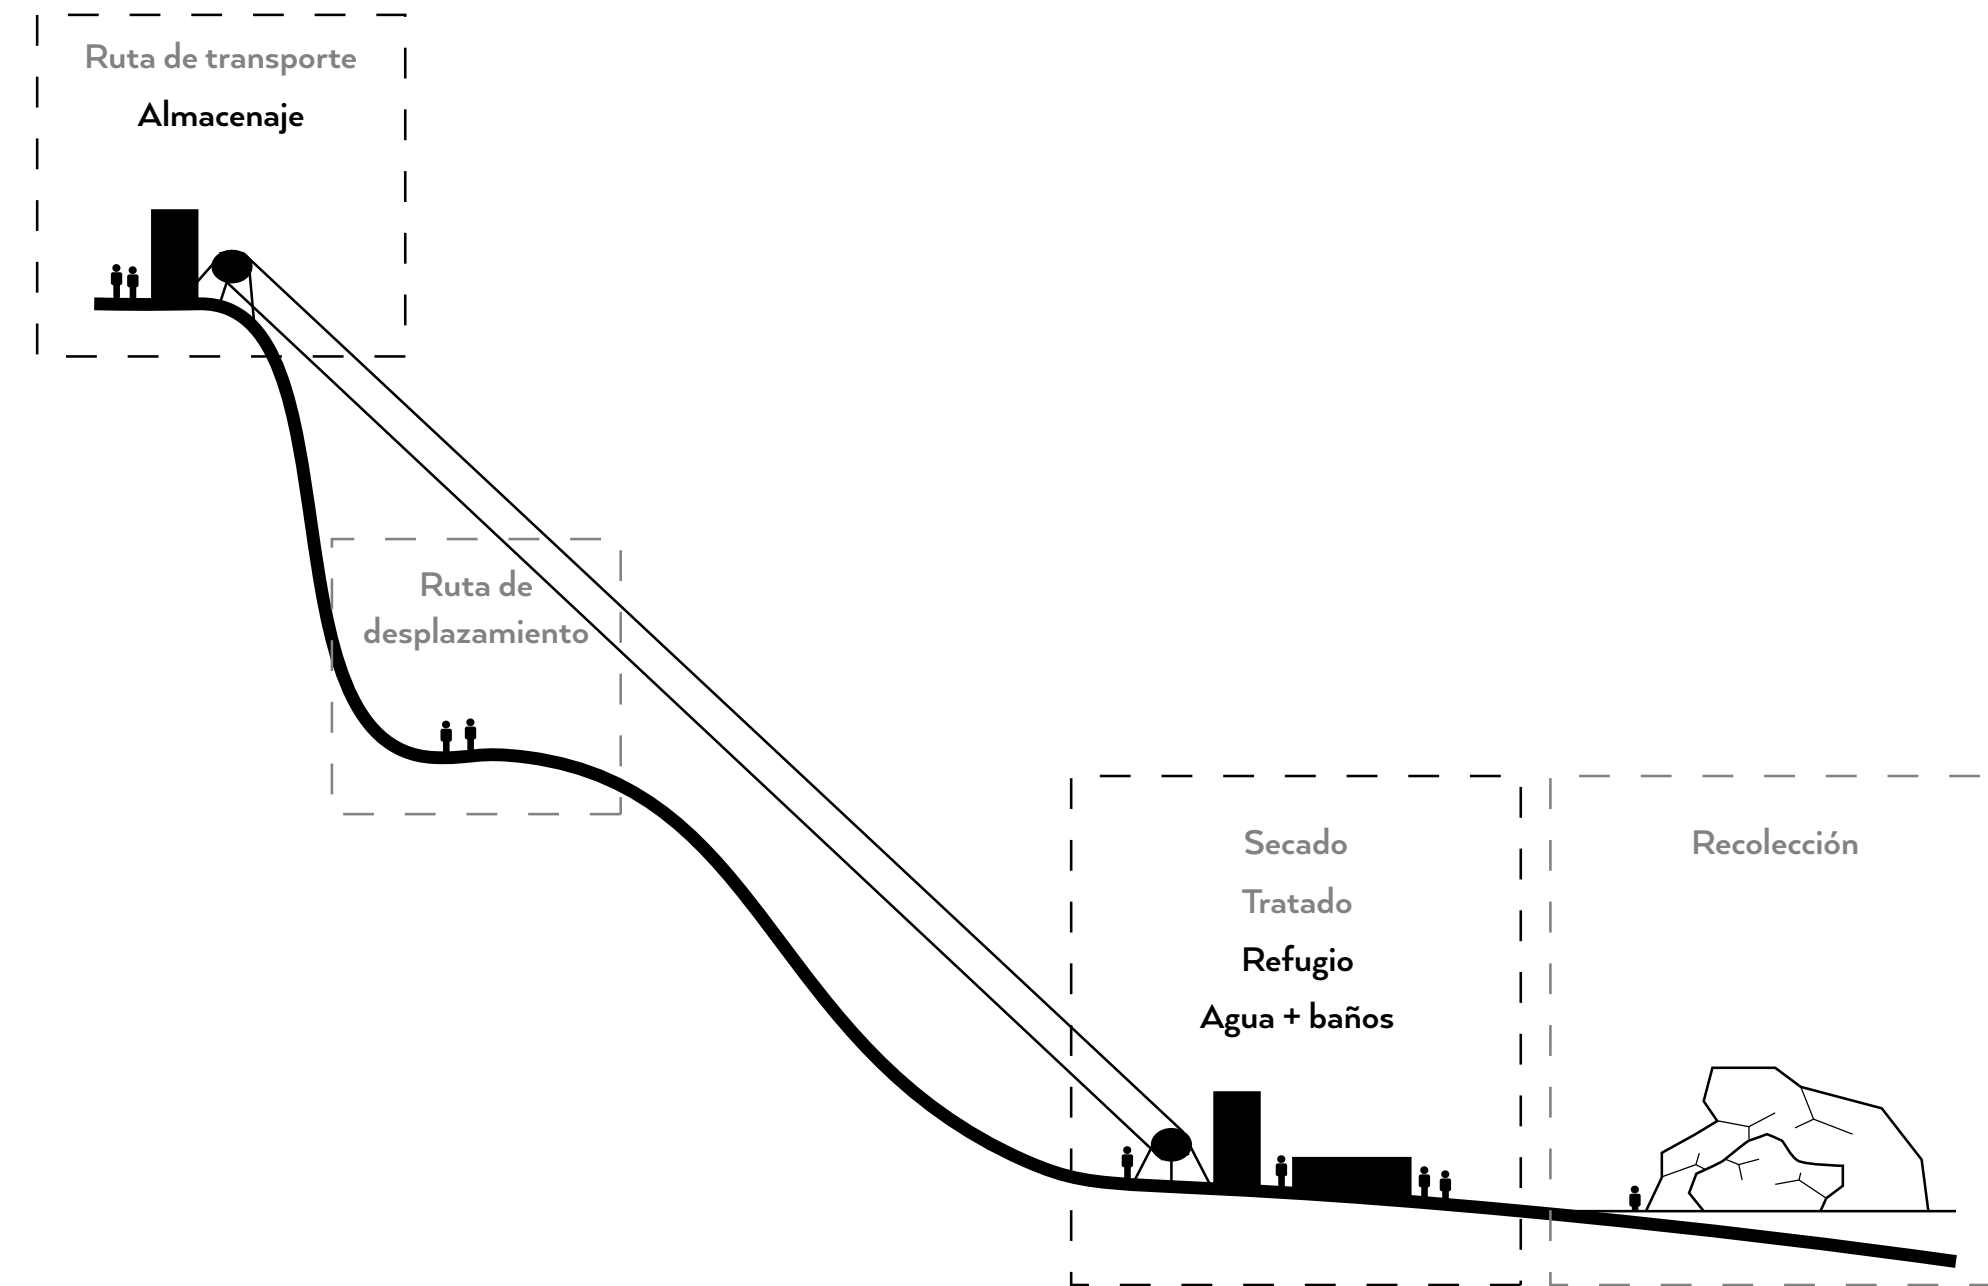 Ruta de transporte
Almacenaje
Ruta de
desplazamiento
Secado
Tratado
Refugio
Agua + baños
Recolección